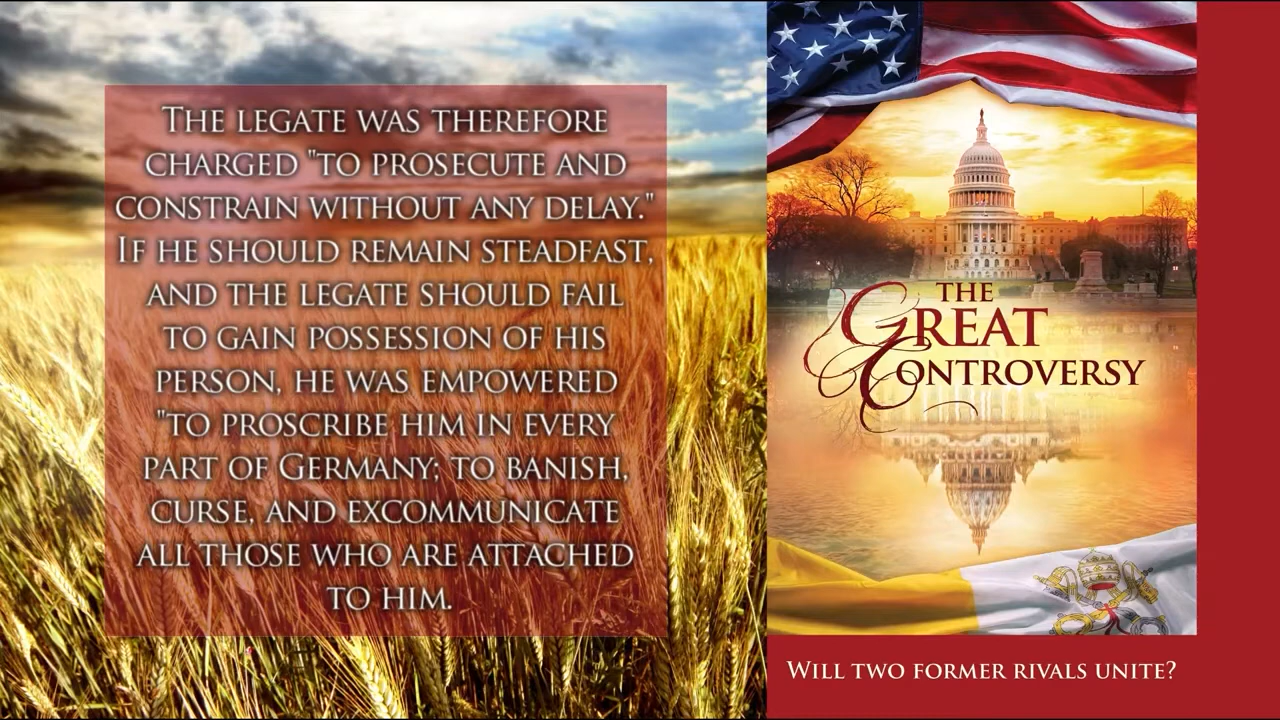 The legate was therefore
charged "to prosecute and
constrain without any delay."
If he should remain steadfast,
and the legate should fail
to gain possession of his
person, he was empowered
"to proscribe him in every
part of Germany; to banish,
curse, and excommunicate
all those who are attached
to him.
The
Great
Controversy
Will two former rivals unite?